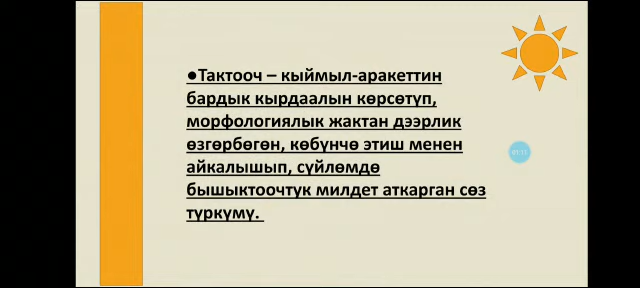 ●Тактооч – кыймыл-аракеттин
бардык кырдаалын көрсөтүп,
морфологиялык жактан дээрлик
өзгөрбөгөн, көбүнчө этиш менен
айкалышып, сүйлөмдө
бышыктоочтук милдет аткарган сөз
түркүмү.